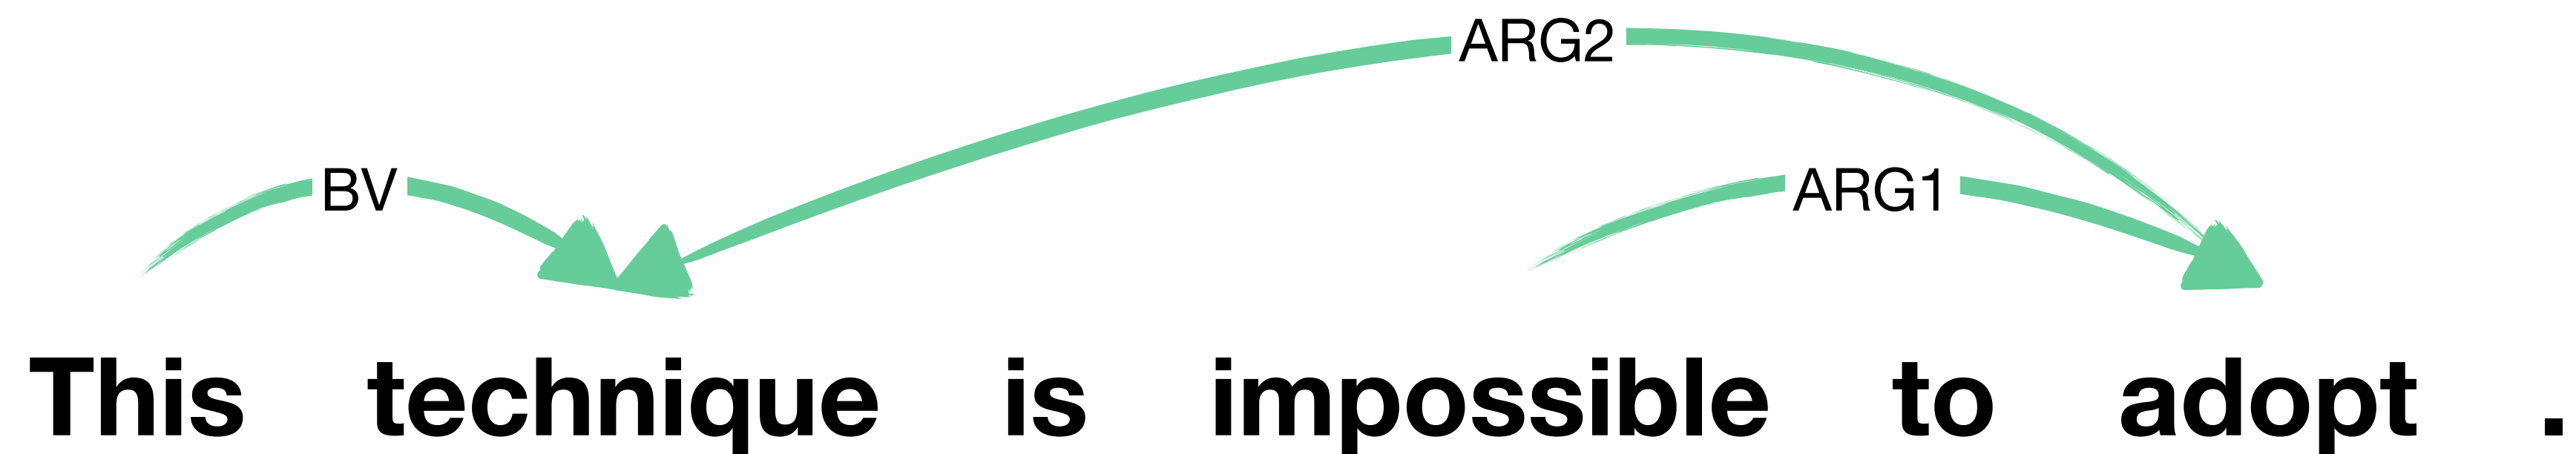 ARG2
BV ARG1
This technique is impossible to adopt .